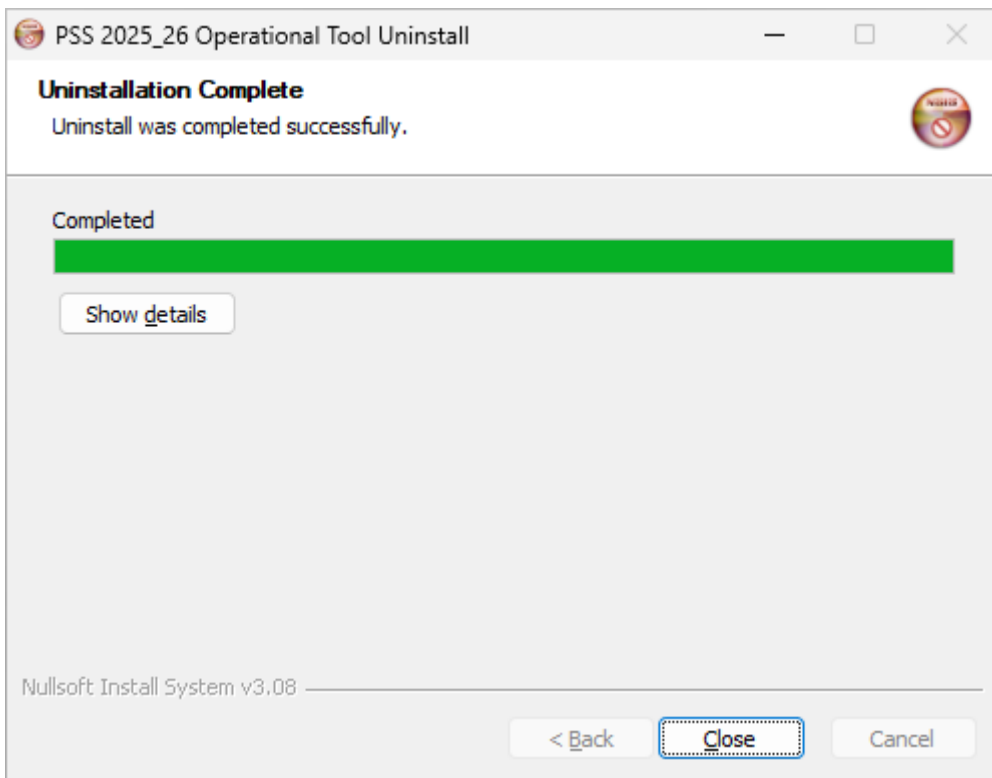 PSS 2025_26 Operational Tool Uninstall
Uninstallation Complete
Uninstall was completed successfully.
Completed
Show details
Nullsoft Install System v3.08
< Back
Close
Cancel